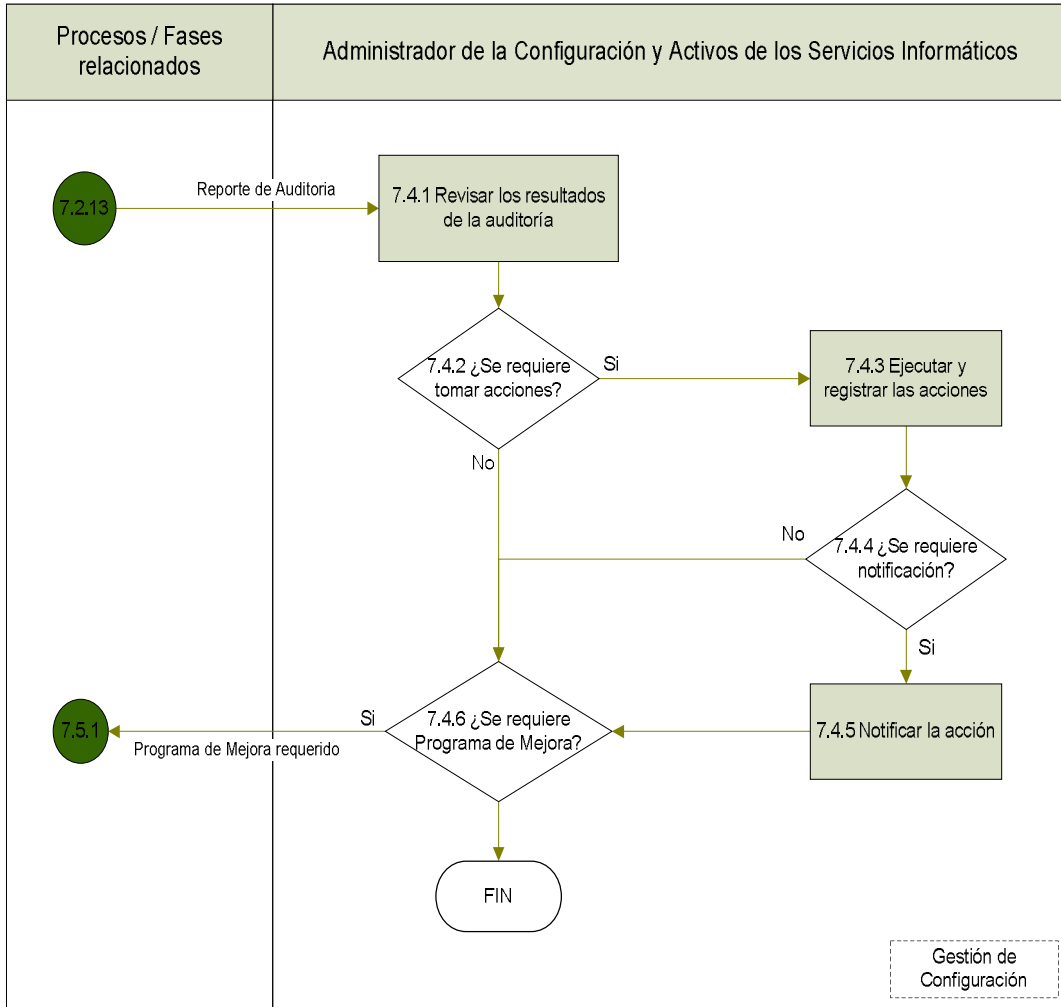 Procesos / Fases
relacionados
Administrador de la Configuración y Activos de los Servicios Informáticos
7.2.13
Reporte de Auditoria
7.4.1 Revisar los resultados
de la auditoría
7.4.2 ¿Se requiere
tomar acciones?
Si
7.4.3 Ejecutar y
registrar las acciones
No
No
7.4.4 ¿Se requiere
notificación?
Si
7.5.1
Si
Programa de Mejora requerido
7.4.6 ¿Se requiere
Programa de Mejora?
7.4.5 Notificar la acción
FIN
Gestión de
Configuración